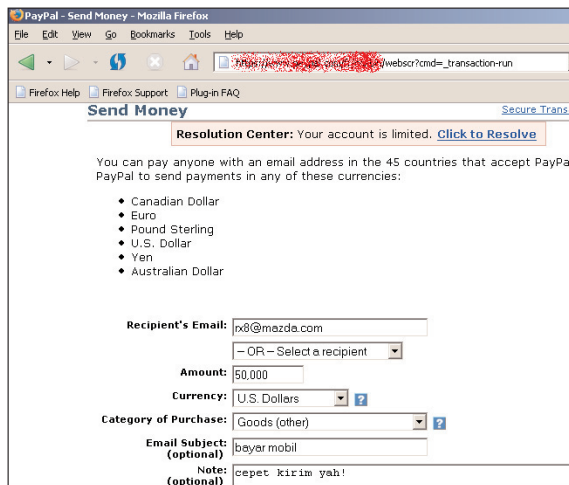 PayPal - Send Money - Mozilla Firefox
File Edit View Go Bookmarks Tools Help
/webscr?cmd=_transaction-run
Firefox Help Firefox Support Plug-in FAQ
Send Money Secure Trans
Resolution Center: Your account is limited. Click to Resolve
You can pay anyone with an email address in the 45 countries that accept PayPa
PayPal to send payments in any of these currencies:
Canadian Dollar
Euro
Pound Sterling
U.S. Dollar
Yen
Australian Dollar
Recipient's Email: rx8@mazda.com
-- OR -- Select a recipient
Amount: 50,000
Currency: U.S. Dollars ?
Category of Purchase: Goods (other) ?
Email Subject: bayar mobil
(optional)
Note: cepet kirim yah!
(optional)